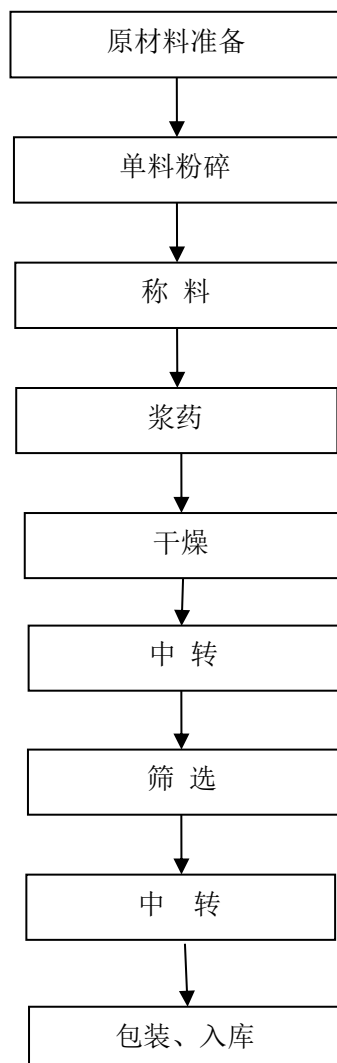 原材料准备
单料粉碎
称 料
浆药
干燥
中 转
筛 选
中 转
包装、入库